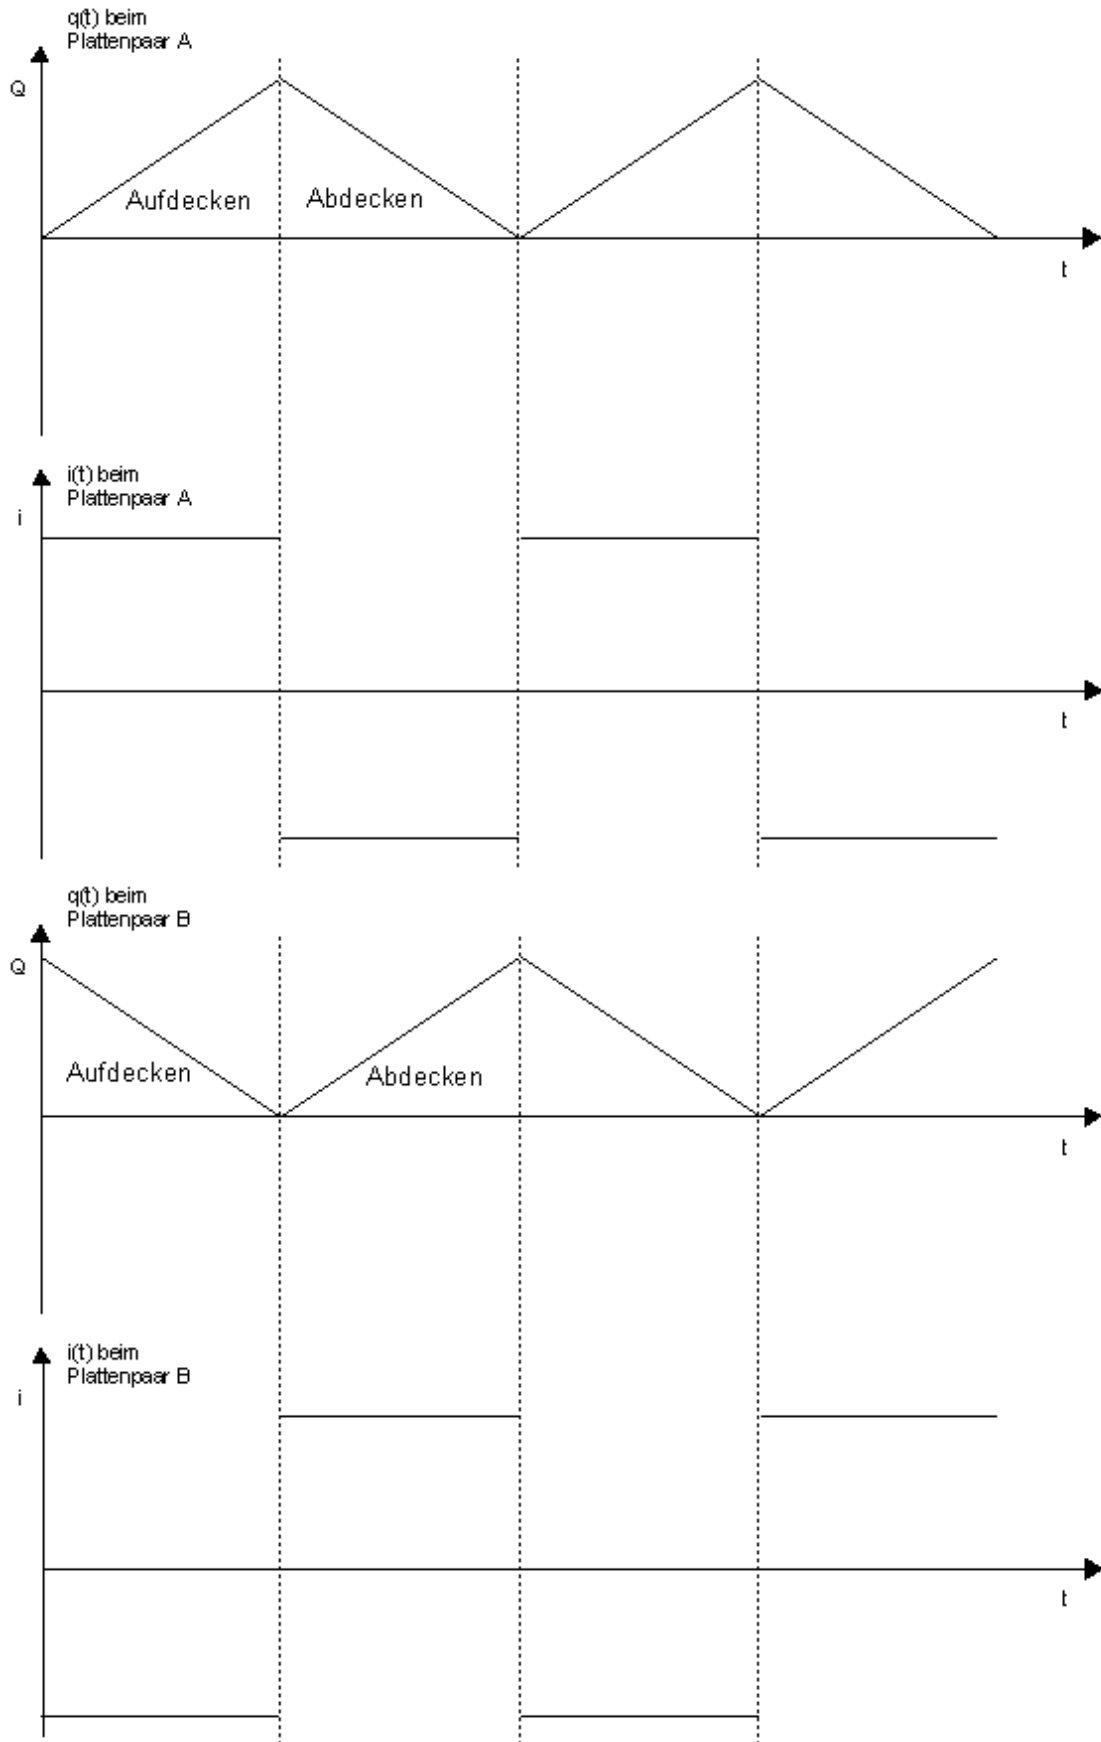 q(t) beim
Plattenpaar A
Q
Aufdecken
Abdecken
t
i(t) beim
Plattenpaar A
i
t
q(t) beim
Plattenpaar B
Q
Aufdecken
Abdecken
t
i(t) beim
Plattenpaar B
i
t